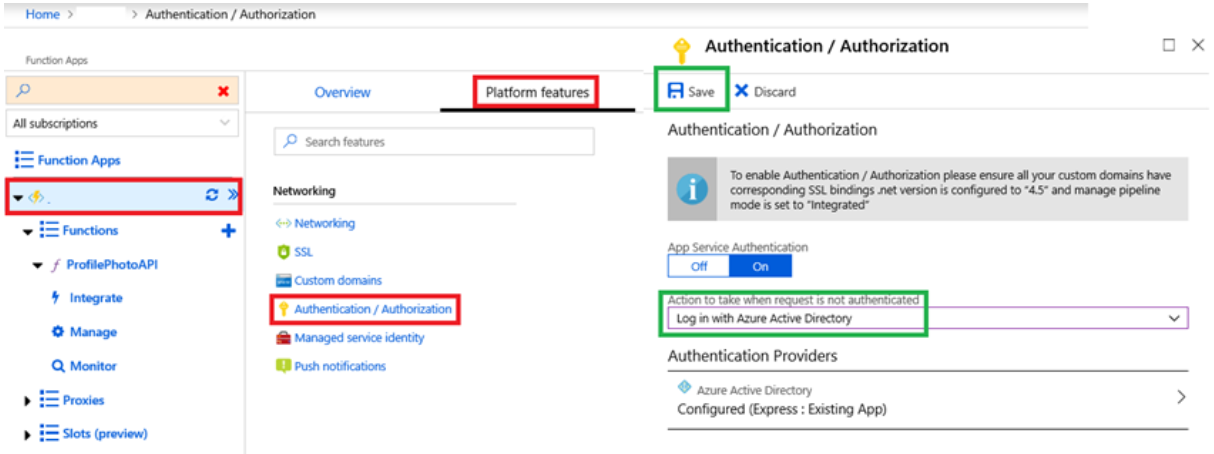 Home > > Authentication / Authorization
Function Apps
All subscriptions
Function Apps
.
Functions
ProfilePhotoAPI
Integrate
Manage
Monitor
Proxies
Slots (preview)
Overview
Platform features
Search features
Networking
Networking
SSL
Custom domains
Authentication / Authorization
Managed service identity
Push notifications
Authentication / Authorization
Save
Discard
Authentication / Authorization
To enable Authentication / Authorization please ensure all your custom domains have
corresponding SSL bindings .net version is configured to "4.5" and manage pipeline
mode is set to "Integrated"
App Service Authentication
Off On
Action to take when request is not authenticated
Log in with Azure Active Directory
Authentication Providers
Azure Active Directory
Configured (Express : Existing App)